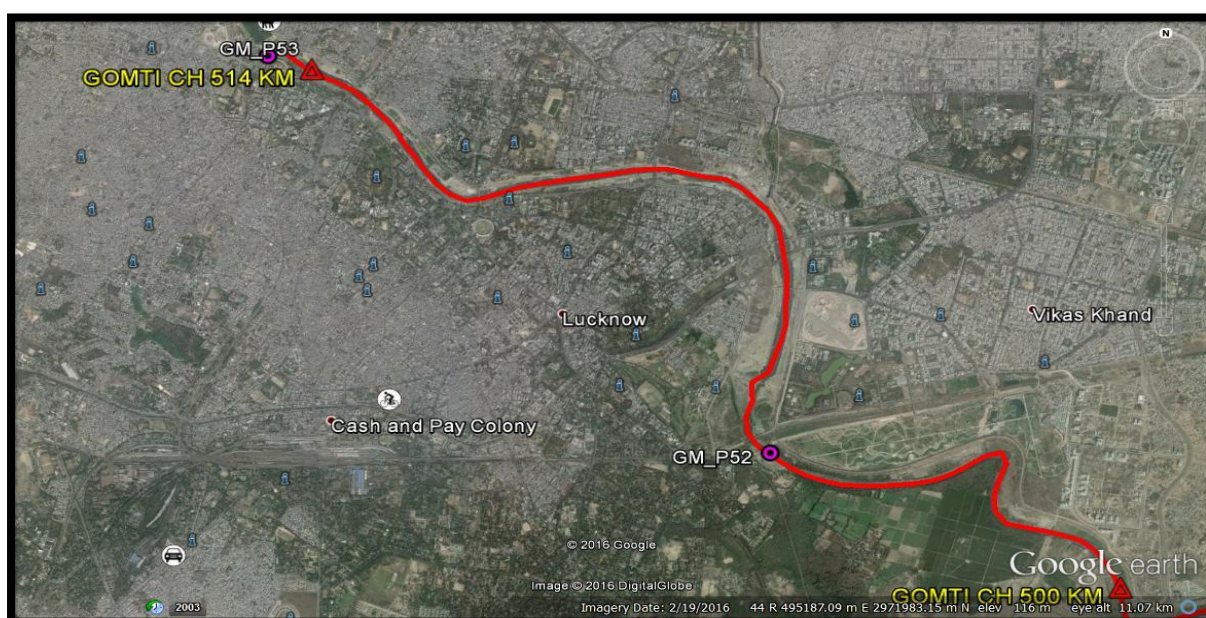 N
GM_P53
GOMTI CH 514 KM
Lucknow
Vikas Khand
Cash and Pay Colony
GM_P52
© 2016 Google
Google earth
Image © 2016 DigitalGlobe
GOMTI CH 500 KM
2003
Imagery Date: 2/19/2016 44 R 495187.09 m E 2971983.15 m N elev 116 m eye alt 11.07 km